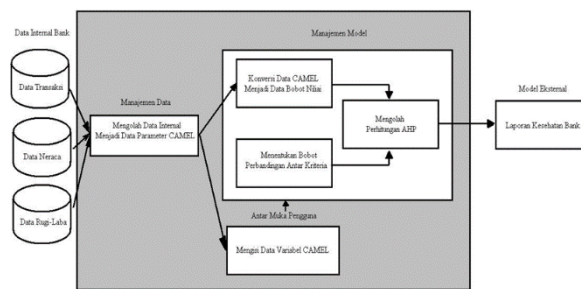 Data Internal Bank
Manajemen Model
Data Transaksi
Konversi Data CAMEL
Menjadi Data Bobot Nilai
Manajemen Data
Model Eksternal
Mengolah Data Internal
Menjadi Data Parameter CAMEL
Mengolah
Perhitungan AHP
Laporan Kesehatan Bank
Data Neraca
Menentukan Bobot
Perbandingan Antar Kriteria
Data Rugi-Laba
Antar Muka Pengguna
Mengisi Data Variabel CAMEL